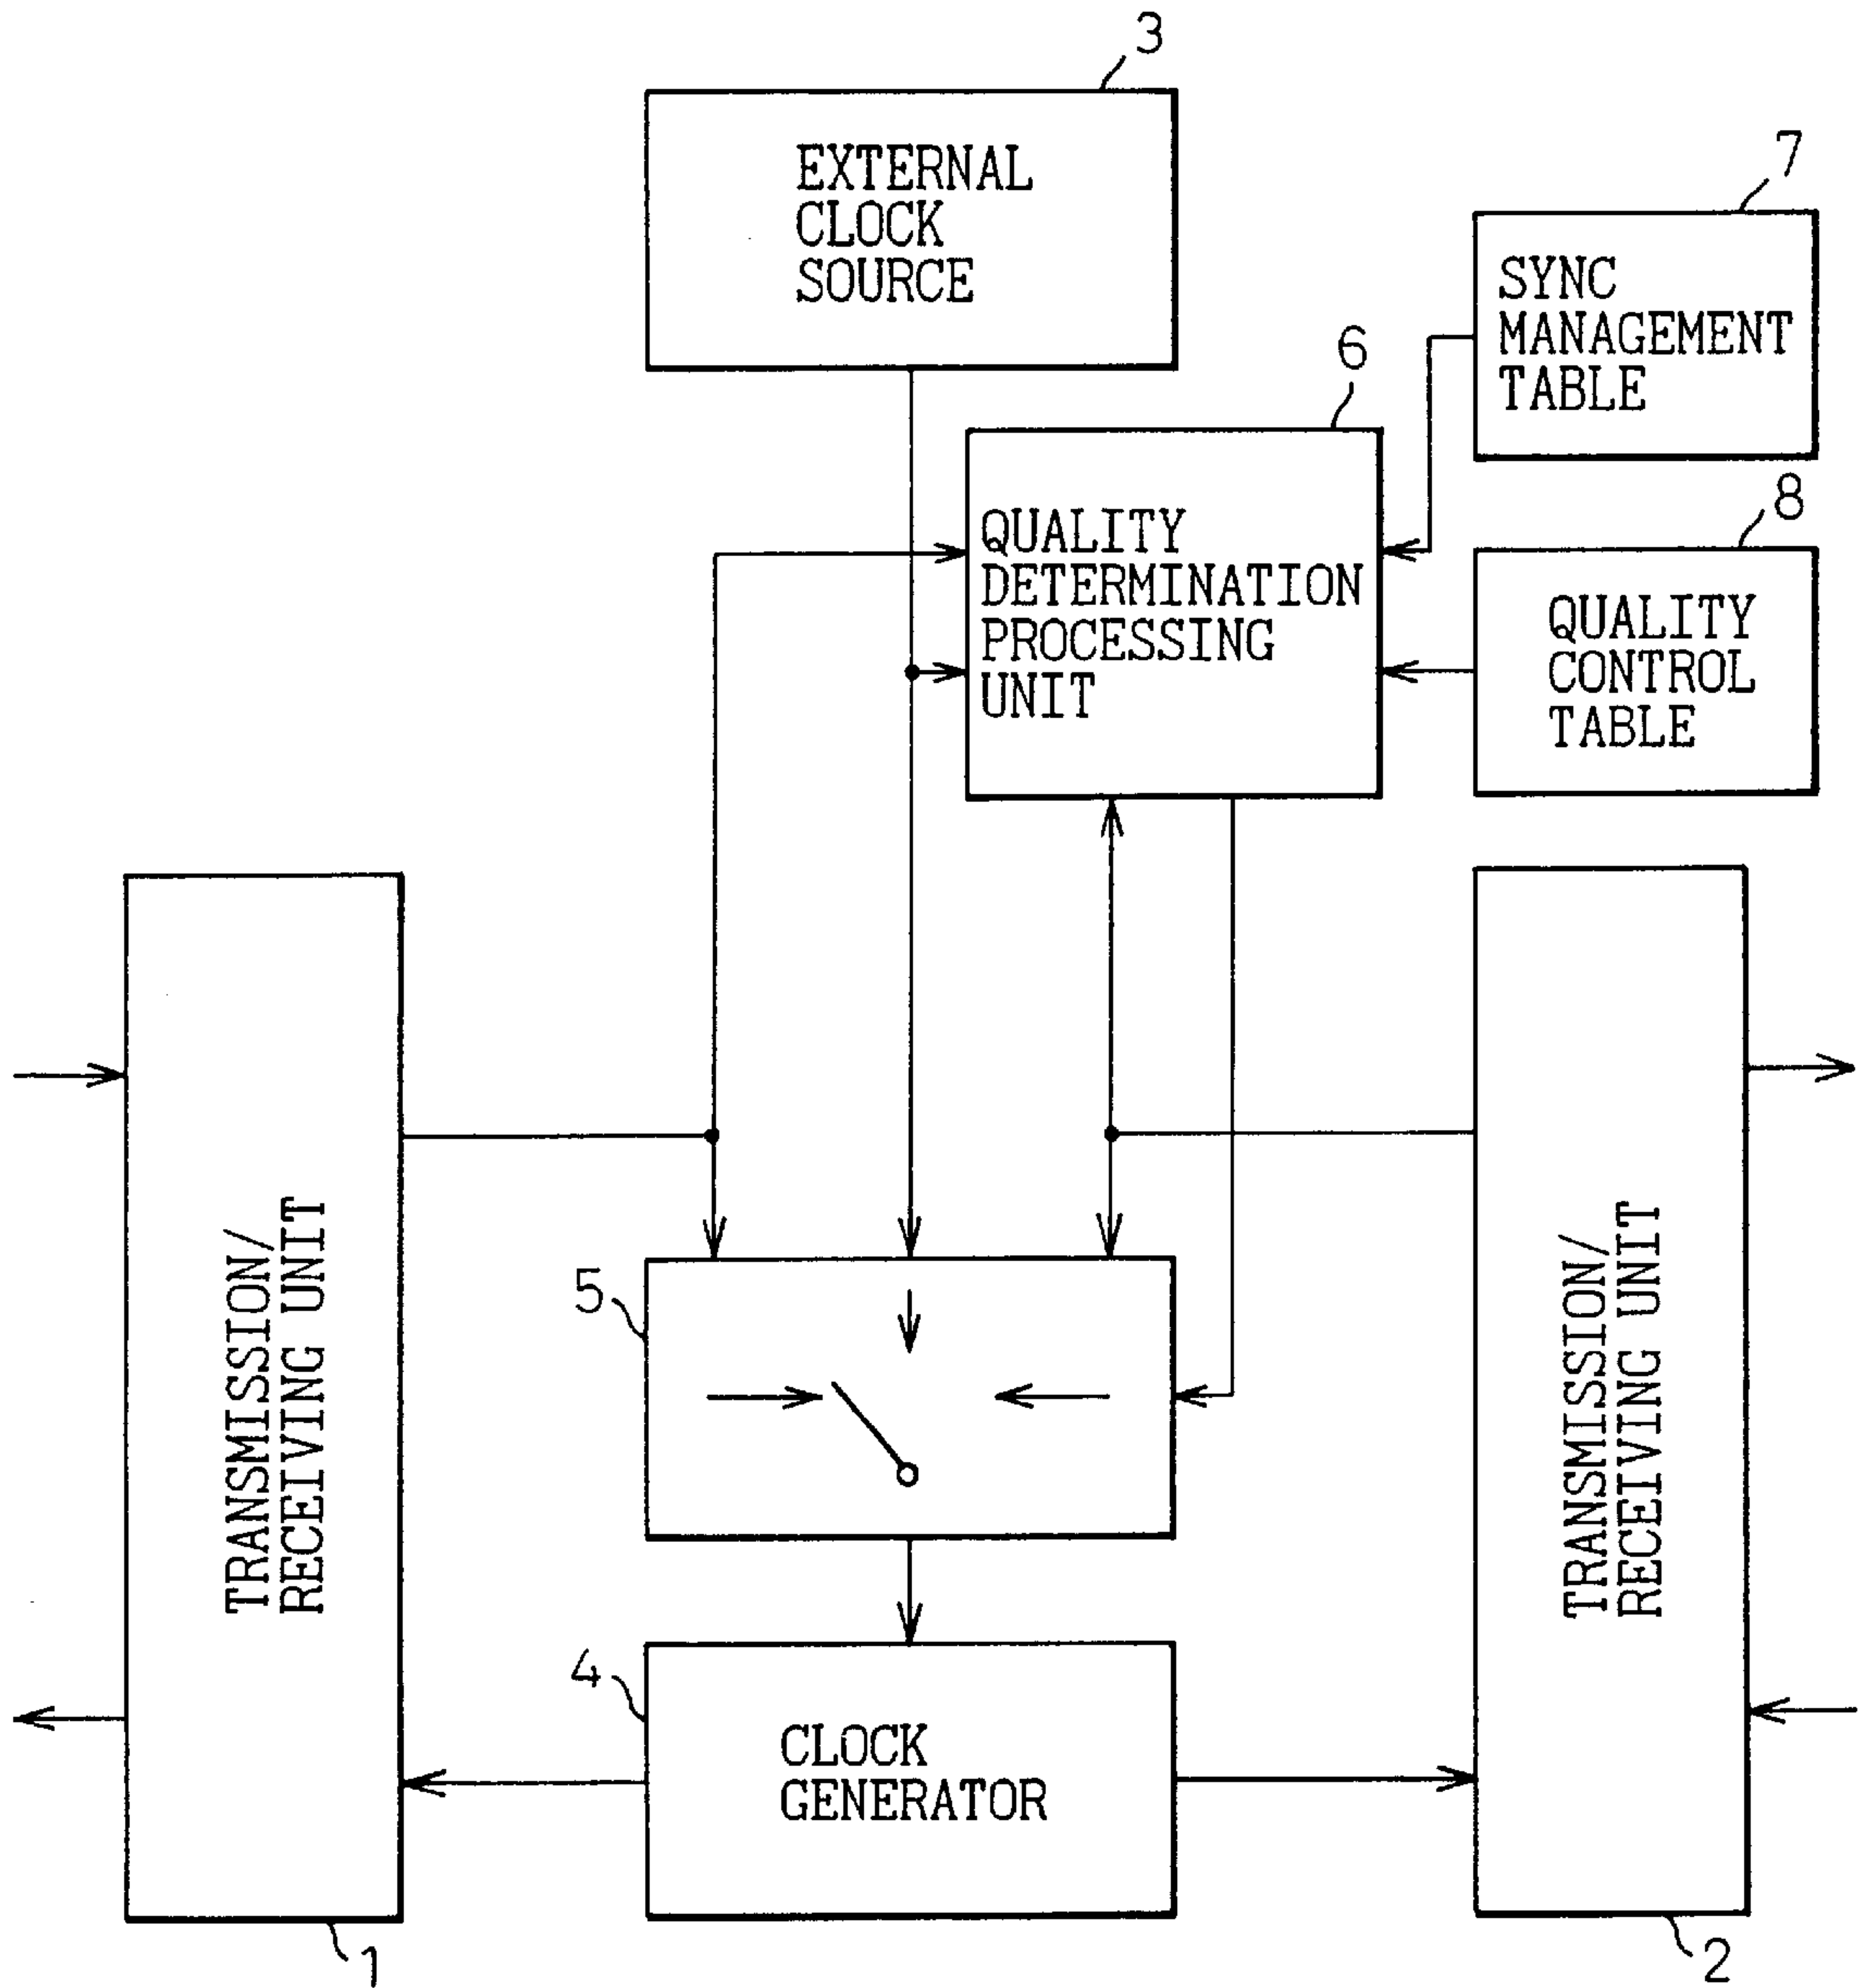 3
EXTERNAL
CLOCK
SOURCE
7
SYNC
MANAGEMENT
TABLE
6
QUALITY
DETERMINATION
PROCESSING
UNIT
8
QUALITY
CONTROL
TABLE
TRANSMISSION/
RECEIVING UNIT
1
5
4
CLOCK
GENERATOR
TRANSMISSION/
RECEIVING UNIT
2